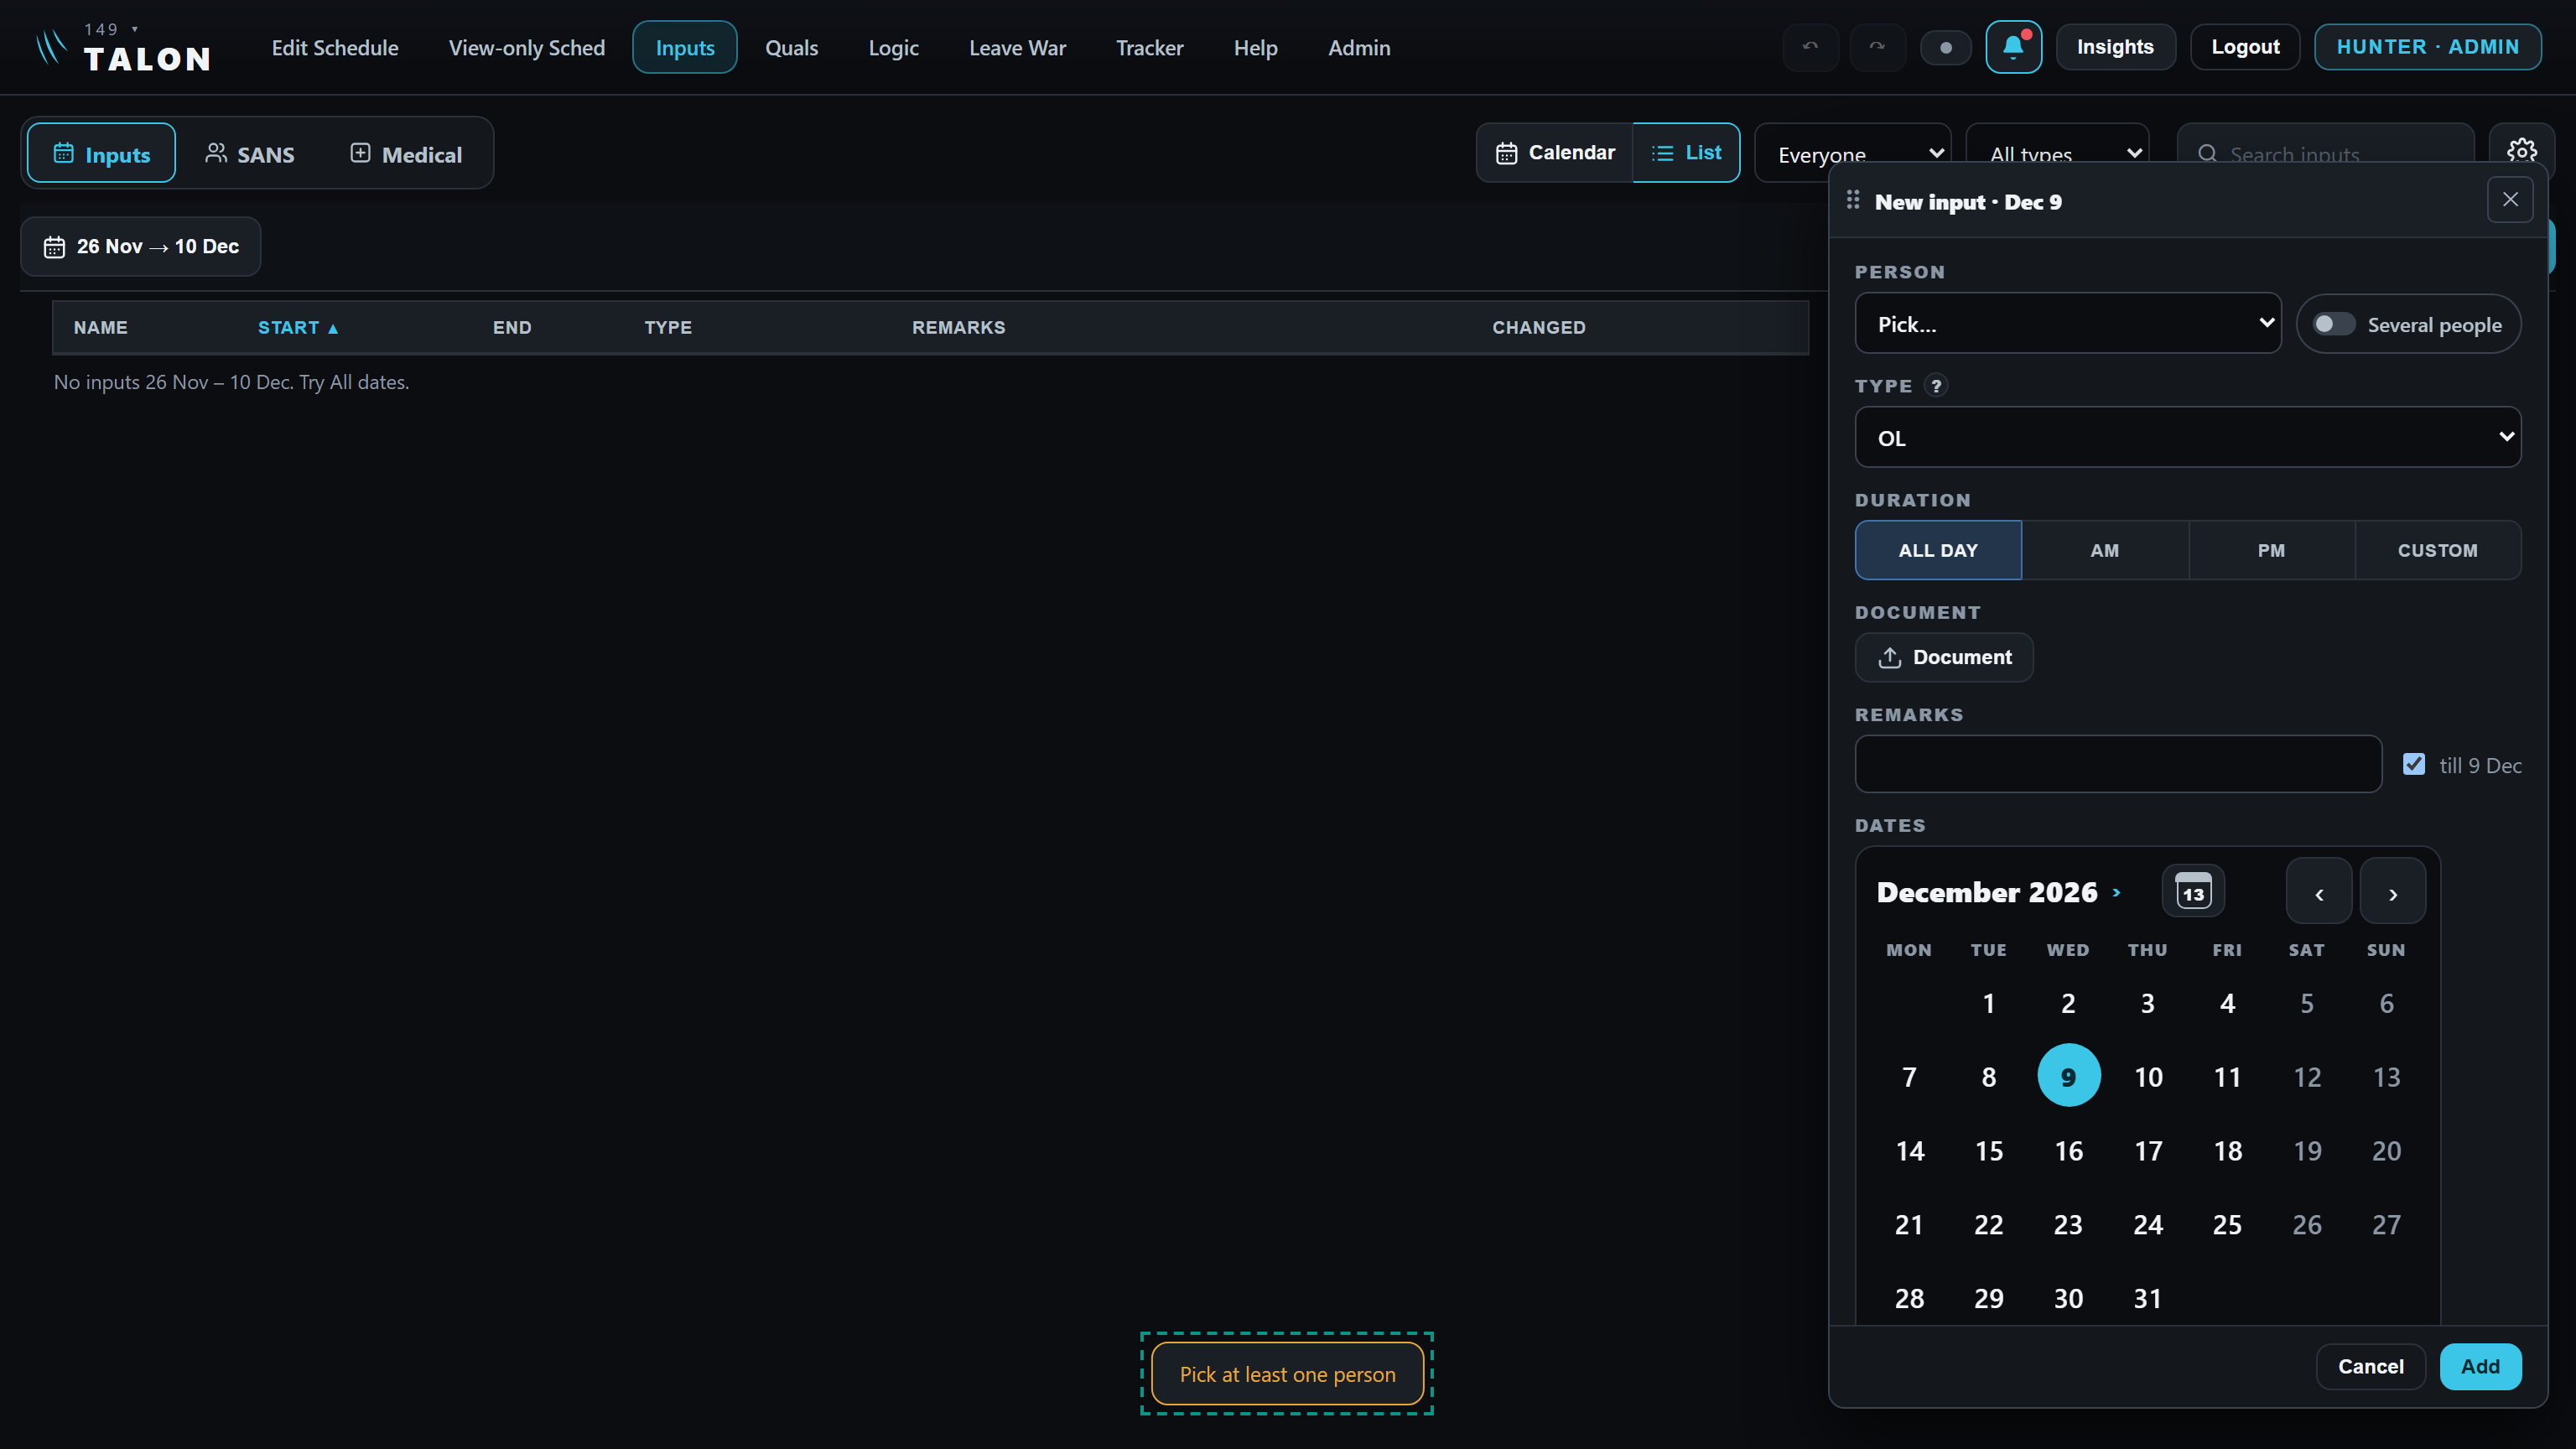 149 ▾
TALON
Edit Schedule
View-only Sched
Inputs
Quals
Logic
Leave War
Tracker
Help
Admin
Insights
Logout
HUNTER · ADMIN
Inputs
SANS
Medical
Calendar
List
Everyone
All types
Search inputs
26 Nov → 10 Dec
NAME
START ▲
END
TYPE
REMARKS
CHANGED
No inputs 26 Nov – 10 Dec. Try All dates.
New input · Dec 9
PERSON
Pick...
Several people
TYPE ?
OL
DURATION
ALL DAY
AM
PM
CUSTOM
DOCUMENT
Document
REMARKS
till 9 Dec
DATES
December 2026 ›
13
‹ ›
MON TUE WED THU FRI SAT SUN
1 2 3 4 5 6
7 8 9 10 11 12 13
14 15 16 17 18 19 20
21 22 23 24 25 26 27
28 29 30 31
Pick at least one person
Cancel
Add